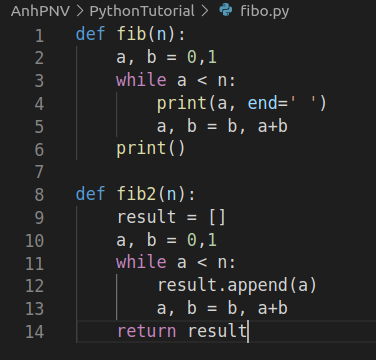 AnhPNV > PythonTutorial > fibo.py
1 def fib(n):
2     a, b = 0,1
3     while a < n:
4         print(a, end=' ')
5         a, b = b, a+b
6     print()
7
8 def fib2(n):
9     result = []
10     a, b = 0,1
11     while a < n:
12         result.append(a)
13         a, b = b, a+b
14     return result